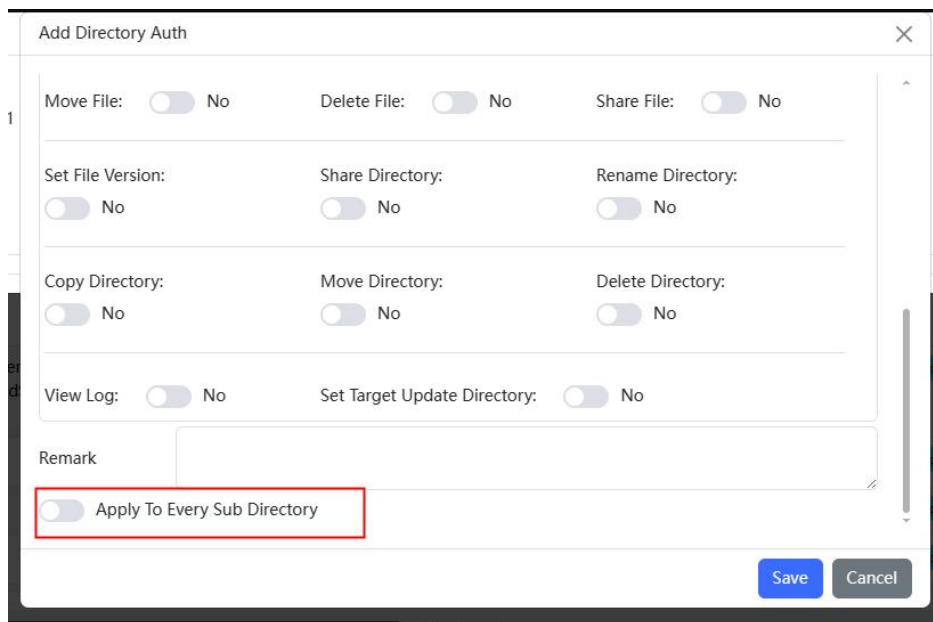 Add Directory Auth
Move File: No Delete File: No Share File: No
1
Set File Version: Share Directory: Rename Directory:
No No No
Copy Directory: Move Directory: Delete Directory:
No No No
er
d
View Log: No Set Target Update Directory: No
Remark
Apply To Every Sub Directory
Save Cancel